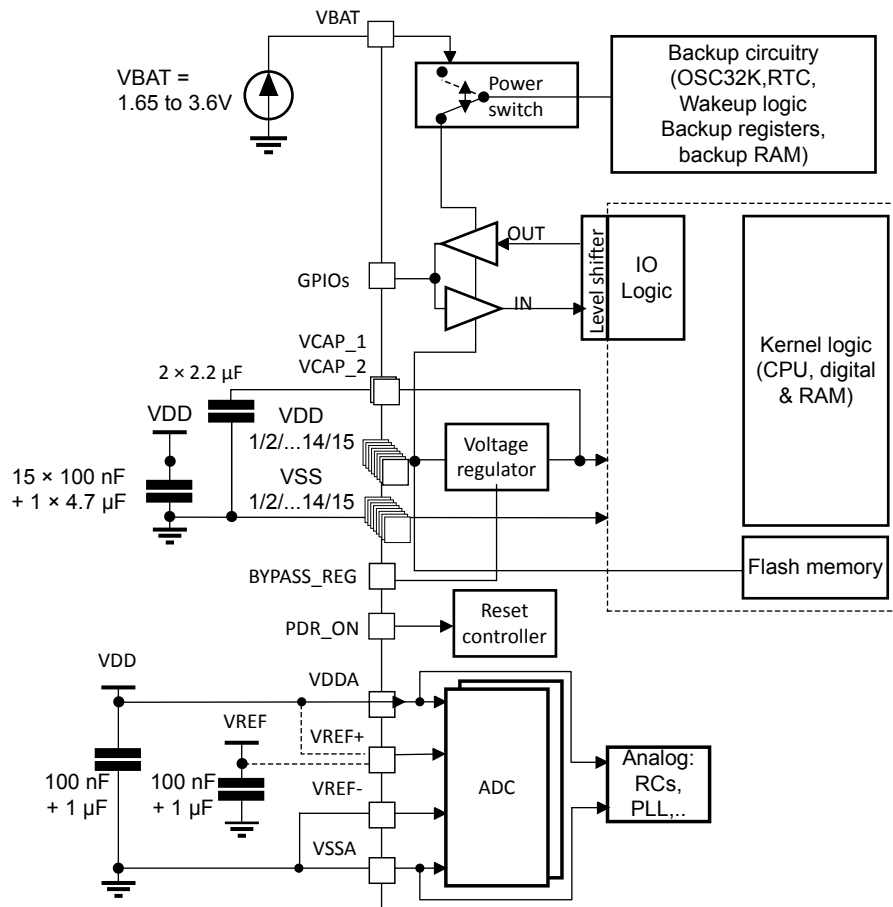 VBAT
VBAT =
1.65 to 3.6V
Power
switch
Backup circuitry
(OSC32K,RTC,
Wakeup logic
Backup registers,
backup RAM)
OUT
IN
GPIOs
Level shifter
IO
Logic
Kernel logic
(CPU, digital
& RAM)
VCAP_1
VCAP_2
2 × 2.2 µF
VDD
VDD
1/2/...14/15
Voltage
regulator
15 × 100 nF
+ 1 × 4.7 µF
VSS
1/2/...14/15
Flash memory
BYPASS_REG
PDR_ON
Reset
controller
VDD
VDDA
VREF
VREF+
100 nF
+ 1 µF
100 nF
+ 1 µF
VREF-
ADC
Analog:
RCs,
PLL,..
VSSA